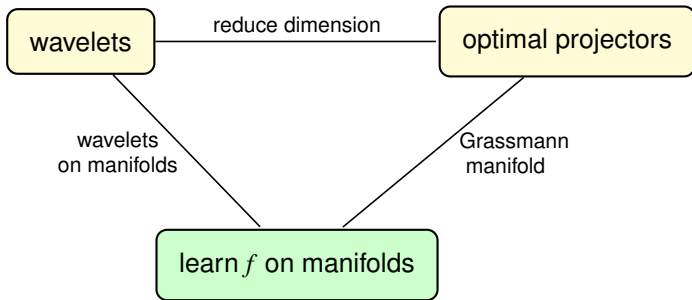 reduce dimension
wavelets
optimal projectors
wavelets
on manifolds
Grassmann
manifold
learn f on manifolds